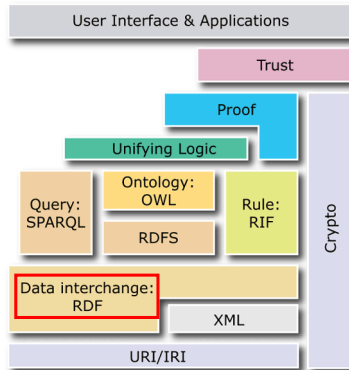 User Interface & Applications
Trust
Proof
Unifying Logic
Query:
SPARQL
Ontology:
OWL
RDFS
Rule:
RIF
Crypto
Data interchange:
RDF
XML
URI/IRI